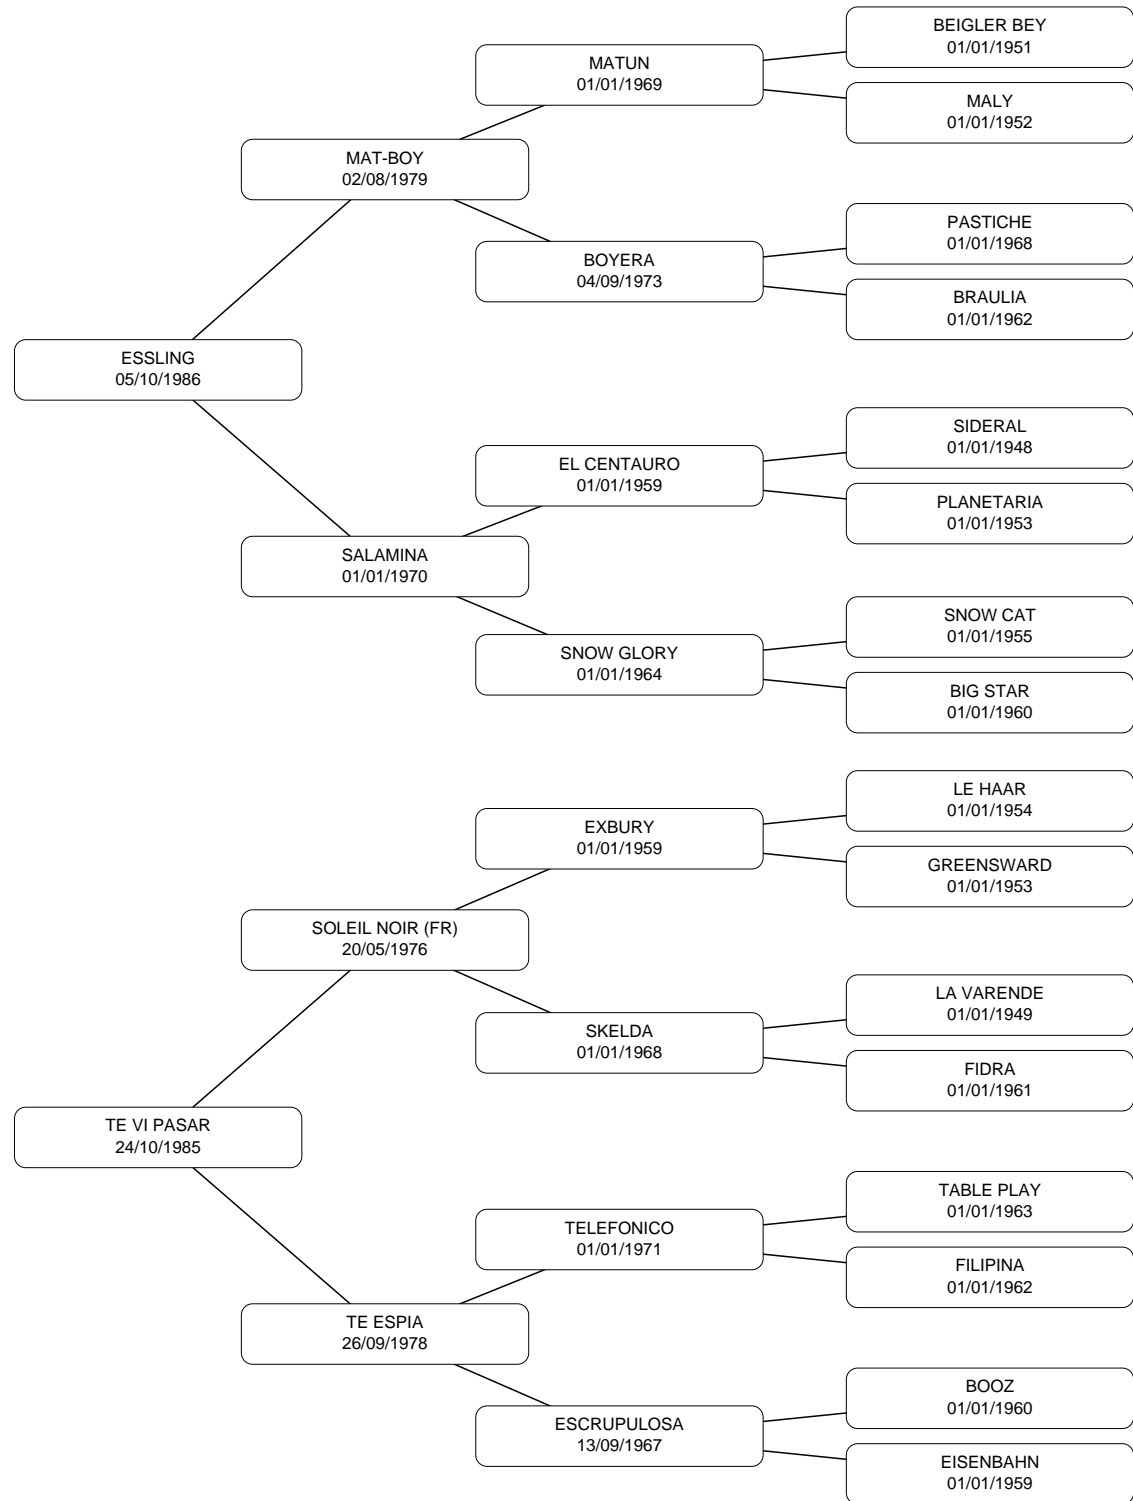 BEIGLER BEY
01/01/1951
MATUN
01/01/1969
MALY
01/01/1952
MAT-BOY
02/08/1979
PASTICHE
01/01/1968
BOYERA
04/09/1973
BRAULIA
01/01/1962
ESSLING
05/10/1986
SIDERAL
01/01/1948
EL CENTAURO
01/01/1959
PLANETARIA
01/01/1953
SALAMINA
01/01/1970
SNOW CAT
01/01/1955
SNOW GLORY
01/01/1964
BIG STAR
01/01/1960
LE HAAR
01/01/1954
EXBURY
01/01/1959
GREENSWARD
01/01/1953
SOLEIL NOIR (FR)
20/05/1976
LA VARENDE
01/01/1949
SKELDA
01/01/1968
FIDRA
01/01/1961
TE VI PASAR
24/10/1985
TABLE PLAY
01/01/1963
TELEFONICO
01/01/1971
FILIPINA
01/01/1962
TE ESPIA
26/09/1978
BOOZ
01/01/1960
ESCRUPULOSA
13/09/1967
EISENBAHN
01/01/1959